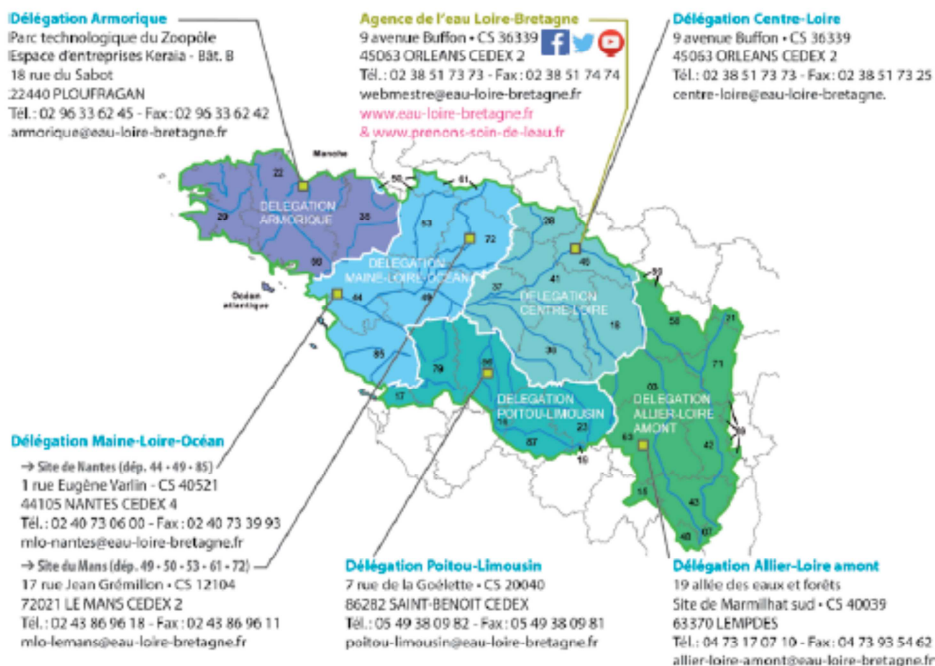 Délégation Armorique
Parc technologique du Zoopôle
Espace d'entreprises Keraia - Bât. B
18 rue du Sabot
22440 PLOUFRAGAN
Tél.: 02 96 33 62 45 - Fax: 02 96 33 62 42
armorique@eau-loire-bretagne.fr
Agence de l'eau Loire-Bretagne
9 avenue Buffon • CS 36339
45063 ORLEANS CEDEX 2
Tél.: 02 38 51 73 73 - Fax: 02 38 51 74 74
webmestre@eau-loire-bretagne.fr
www.eau-loire-bretagne.fr
& www.prenons-soin-de-leau.fr
Délégation Centre-Loire
9 avenue Buffon • CS 36339
45063 ORLEANS CEDEX 2
Tél.: 02 38 51 73 73 - Fax: 02 38 51 73 25
centre-loire@eau-loire-bretagne.
Manche
50
61
22
DÉLÉGATION
ARMORIQUE
29
35
56
53
72
28
45
DÉLÉGATION
MAINE-LOIRE-OCÉAN
41
37
Océan
atlantique
44
49
DÉLÉGATION
CENTRE-LOIRE
18
36
58
21
71
85
79
86
17
DÉLÉGATION
POITOU-LIMOUSIN
16
87
23
19
03
DÉLÉGATION
ALLIER-LOIRE
AMONT
63
42
15
43
48
07
Délégation Maine-Loire-Océan
→ Site de Nantes (dép. 44 • 49 • 85)
1 rue Eugène Varlin - CS 40521
44105 NANTES CEDEX 4
Tél.: 02 40 73 06 00 - Fax: 02 40 73 39 93
mlo-nantes@eau-loire-bretagne.fr
→ Site du Mans (dép. 49 • 50 • 53 • 61 • 72)
17 rue Jean Grémillon • CS 12104
72021 LE MANS CEDEX 2
Tél.: 02 43 86 96 18 - Fax: 02 43 86 96 11
mlo-lemans@eau-loire-bretagne.fr
Délégation Poitou-Limousin
7 rue de la Goélette • CS 20040
86282 SAINT-BENOIT CEDEX
Tél.: 05 49 38 09 82 - Fax: 05 49 38 09 81
poitou-limousin@eau-loire-bretagne.fr
Délégation Allier-Loire amont
19 allée des eaux et forêts
Site de Marmilhat sud • CS 40039
63370 LEMPDES
Tél.: 04 73 17 07 10 - Fax: 04 73 93 54 62
allier-loire-amont@eau-loire-bretagne.fr